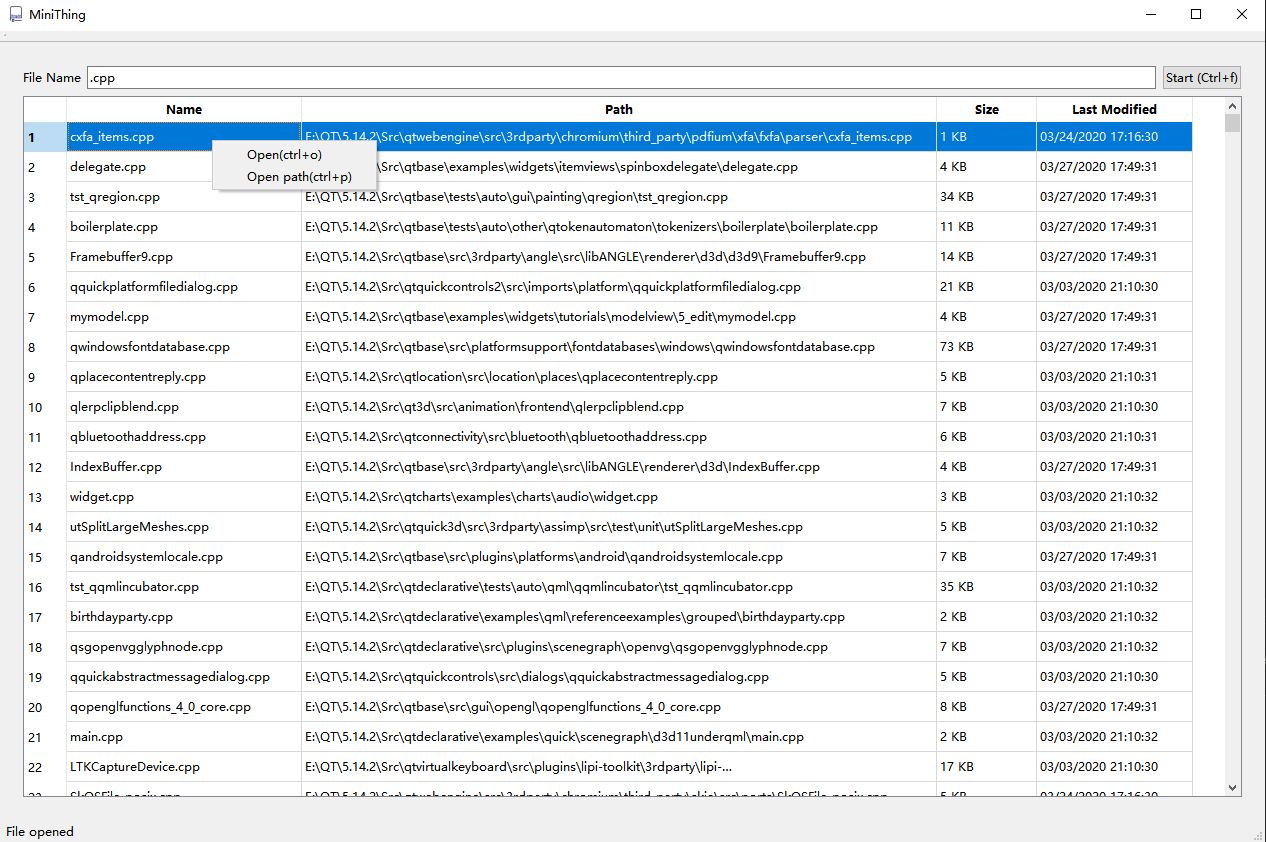 MiniThing
File Name .cpp Start (Ctrl+f)
Name Path Size Last Modified
1 cxfa_items.cpp E:\QT\5.14.2\Src\qtwebengine\src\3rdparty\chromium\third_party\pdfium\xfa\fxfa\parser\cxfa_items.cpp 1 KB 03/24/2020 17:16:30
Open(ctrl+o)
2 delegate.cpp \Src\qtbase\examples\widgets\itemviews\spinboxdelegate\delegate.cpp 4 KB 03/27/2020 17:49:31
Open path(ctrl+p)
3 tst_qregion.cpp E:\QT\5.14.2\Src\qtbase\tests\auto\gui\painting\qregion\tst_qregion.cpp 34 KB 03/27/2020 17:49:31
4 boilerplate.cpp E:\QT\5.14.2\Src\qtbase\tests\auto\other\qtokenautomaton\tokenizers\boilerplate\boilerplate.cpp 11 KB 03/27/2020 17:49:31
5 Framebuffer9.cpp E:\QT\5.14.2\Src\qtbase\src\3rdparty\angle\src\libANGLE\renderer\d3d\d3d9\Framebuffer9.cpp 14 KB 03/27/2020 17:49:31
6 qquickplatformfiledialog.cpp E:\QT\5.14.2\Src\qtquickcontrols2\src\imports\platform\qquickplatformfiledialog.cpp 21 KB 03/03/2020 21:10:30
7 mymodel.cpp E:\QT\5.14.2\Src\qtbase\examples\widgets\tutorials\modelview\5_edit\mymodel.cpp 4 KB 03/27/2020 17:49:31
8 qwindowsfontdatabase.cpp E:\QT\5.14.2\Src\qtbase\src\platformsupport\fontdatabases\windows\qwindowsfontdatabase.cpp 73 KB 03/27/2020 17:49:31
9 qplacecontentreply.cpp E:\QT\5.14.2\Src\qtlocation\src\location\places\qplacecontentreply.cpp 5 KB 03/03/2020 21:10:31
10 qlerpclipblend.cpp E:\QT\5.14.2\Src\qt3d\src\animation\frontend\qlerpclipblend.cpp 7 KB 03/03/2020 21:10:30
11 qbluetoothaddress.cpp E:\QT\5.14.2\Src\qtconnectivity\src\bluetooth\qbluetoothaddress.cpp 6 KB 03/03/2020 21:10:31
12 IndexBuffer.cpp E:\QT\5.14.2\Src\qtbase\src\3rdparty\angle\src\libANGLE\renderer\d3d\IndexBuffer.cpp 4 KB 03/27/2020 17:49:31
13 widget.cpp E:\QT\5.14.2\Src\qtcharts\examples\charts\audio\widget.cpp 3 KB 03/03/2020 21:10:32
14 utSplitLargeMeshes.cpp E:\QT\5.14.2\Src\qtquick3d\src\3rdparty\assimp\src\test\unit\utSplitLargeMeshes.cpp 5 KB 03/03/2020 21:10:32
15 qandroidsystemlocale.cpp E:\QT\5.14.2\Src\qtbase\src\plugins\platforms\android\qandroidsystemlocale.cpp 7 KB 03/27/2020 17:49:31
16 tst_qqmlincubator.cpp E:\QT\5.14.2\Src\qtdeclarative\tests\auto\qml\qqmlincubator\tst_qqmlincubator.cpp 35 KB 03/03/2020 21:10:32
17 birthdayparty.cpp E:\QT\5.14.2\Src\qtdeclarative\examples\qml\referenceexamples\grouped\birthdayparty.cpp 2 KB 03/03/2020 21:10:32
18 qsgopenvgglyphnode.cpp E:\QT\5.14.2\Src\qtdeclarative\src\plugins\scenegraph\openvg\qsgopenvgglyphnode.cpp 7 KB 03/03/2020 21:10:32
19 qquickabstractmessagedialog.cpp E:\QT\5.14.2\Src\qtquickcontrols\src\dialogs\qquickabstractmessagedialog.cpp 5 KB 03/03/2020 21:10:30
20 qopenglfunctions_4_0_core.cpp E:\QT\5.14.2\Src\qtbase\src\gui\opengl\qopenglfunctions_4_0_core.cpp 8 KB 03/27/2020 17:49:31
21 main.cpp E:\QT\5.14.2\Src\qtdeclarative\examples\quick\scenegraph\d3d11underqml\main.cpp 2 KB 03/03/2020 21:10:32
22 LTKCaptureDevice.cpp E:\QT\5.14.2\Src\qtvirtualkeyboard\src\plugins\lipi-toolkit\3rdparty\lipi-... 17 KB 03/03/2020 21:10:30
File opened